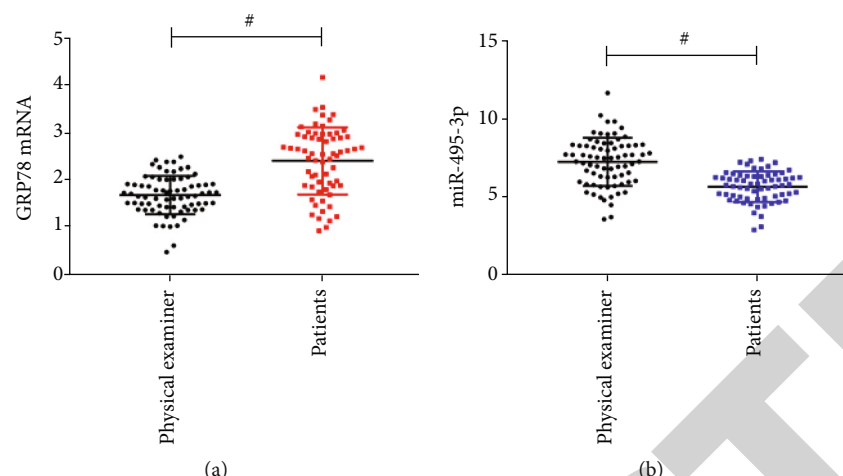 #
5
4
3
2
1
0
GRP78 mRNA
Physical examiner
Patients
(a)
#
15
10
5
0
miR-495-3p
Physical examiner
Patients
(b)